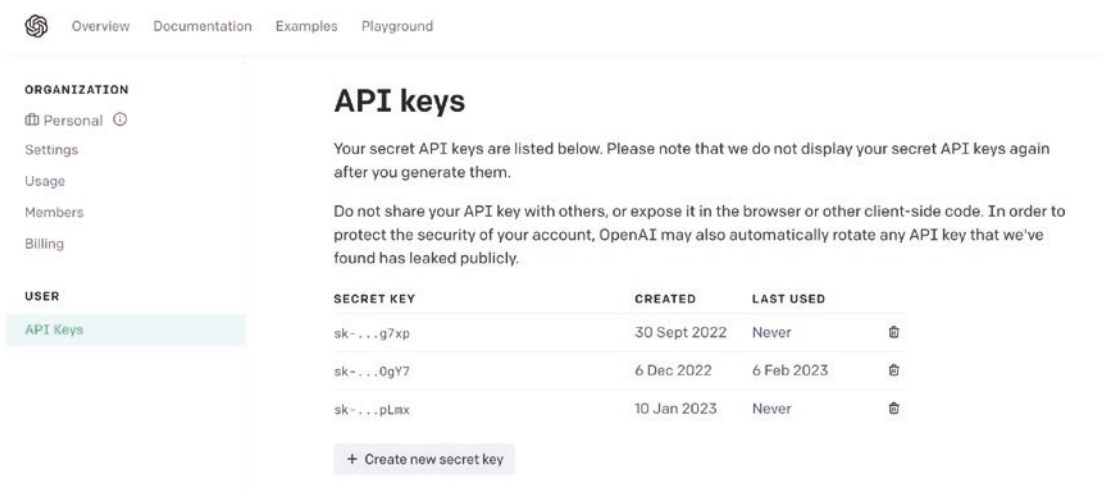 Overview Documentation Examples Playground
ORGANIZATION
Personal
Settings
Usage
Members
Billing
USER
API Keys
API keys
Your secret API keys are listed below. Please note that we do not display your secret API keys again
after you generate them.
Do not share your API key with others, or expose it in the browser or other client-side code. In order to
protect the security of your account, OpenAI may also automatically rotate any API key that we've
found has leaked publicly.
SECRET KEY CREATED LAST USED
sk-...g7xp 30 Sept 2022 Never
sk-...0gY7 6 Dec 2022 6 Feb 2023
sk-...pLmx 10 Jan 2023 Never
+ Create new secret key